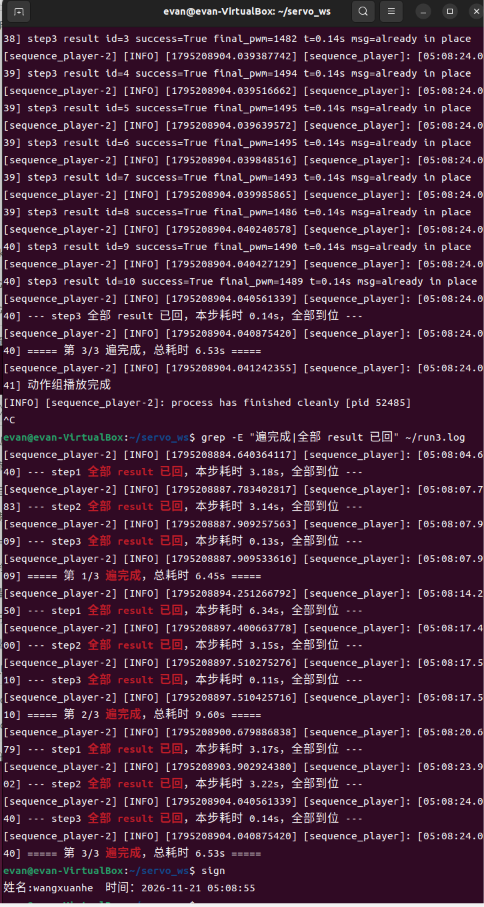 evan@evan-VirtualBox: ~/servo_ws
38] step3 result id=3 success=True final_pwm=1482 t=0.14s msg=already in place
[sequence_player-2] [INFO] [1795208904.039387742] [sequence_player]: [05:08:24.0
39] step3 result id=4 success=True final_pwm=1494 t=0.14s msg=already in place
[sequence_player-2] [INFO] [1795208904.039516662] [sequence_player]: [05:08:24.0
39] step3 result id=5 success=True final_pwm=1495 t=0.14s msg=already in place
[sequence_player-2] [INFO] [1795208904.039639572] [sequence_player]: [05:08:24.0
39] step3 result id=6 success=True final_pwm=1495 t=0.14s msg=already in place
[sequence_player-2] [INFO] [1795208904.039848516] [sequence_player]: [05:08:24.0
39] step3 result id=7 success=True final_pwm=1493 t=0.14s msg=already in place
[sequence_player-2] [INFO] [1795208904.039985865] [sequence_player]: [05:08:24.0
39] step3 result id=8 success=True final_pwm=1486 t=0.14s msg=already in place
[sequence_player-2] [INFO] [1795208904.040240578] [sequence_player]: [05:08:24.0
40] step3 result id=9 success=True final_pwm=1490 t=0.14s msg=already in place
[sequence_player-2] [INFO] [1795208904.040427129] [sequence_player]: [05:08:24.0
40] step3 result id=10 success=True final_pwm=1489 t=0.14s msg=already in place
[sequence_player-2] [INFO] [1795208904.040561339] [sequence_player]: [05:08:24.0
40] --- step3 全部 result 已回，本步耗时 0.14s，全部到位 ---
[sequence_player-2] [INFO] [1795208904.040875420] [sequence_player]: [05:08:24.0
40] ===== 第 3/3 遍完成，总耗时 6.53s =====
[sequence_player-2] [INFO] [1795208904.041242355] [sequence_player]: [05:08:24.0
41] 动作组播放完成
[INFO] [sequence_player-2]: process has finished cleanly [pid 52485]
^C
evan@evan-VirtualBox:~/servo_ws$ grep -E "遍完成|全部 result 已回" ~/run3.log
[sequence_player-2] [INFO] [1795208884.640364117] [sequence_player]: [05:08:04.6
40] --- step1 全部 result 已回，本步耗时 3.18s，全部到位 ---
[sequence_player-2] [INFO] [1795208887.783402817] [sequence_player]: [05:08:07.7
83] --- step2 全部 result 已回，本步耗时 3.14s，全部到位 ---
[sequence_player-2] [INFO] [1795208887.909257563] [sequence_player]: [05:08:07.9
09] --- step3 全部 result 已回，本步耗时 0.13s，全部到位 ---
[sequence_player-2] [INFO] [1795208887.909533616] [sequence_player]: [05:08:07.9
09] ===== 第 1/3 遍完成，总耗时 6.45s =====
[sequence_player-2] [INFO] [1795208894.251266792] [sequence_player]: [05:08:14.2
50] --- step1 全部 result 已回，本步耗时 6.34s，全部到位 ---
[sequence_player-2] [INFO] [1795208897.400663778] [sequence_player]: [05:08:17.4
00] --- step2 全部 result 已回，本步耗时 3.15s，全部到位 ---
[sequence_player-2] [INFO] [1795208897.510275276] [sequence_player]: [05:08:17.5
10] --- step3 全部 result 已回，本步耗时 0.11s，全部到位 ---
[sequence_player-2] [INFO] [1795208897.510425716] [sequence_player]: [05:08:17.5
10] ===== 第 2/3 遍完成，总耗时 9.60s =====
[sequence_player-2] [INFO] [1795208900.679886838] [sequence_player]: [05:08:20.6
79] --- step1 全部 result 已回，本步耗时 3.17s，全部到位 ---
[sequence_player-2] [INFO] [1795208903.902924380] [sequence_player]: [05:08:23.9
02] --- step2 全部 result 已回，本步耗时 3.22s，全部到位 ---
[sequence_player-2] [INFO] [1795208904.040561339] [sequence_player]: [05:08:24.0
40] --- step3 全部 result 已回，本步耗时 0.14s，全部到位 ---
[sequence_player-2] [INFO] [1795208904.040875420] [sequence_player]: [05:08:24.0
40] ===== 第 3/3 遍完成，总耗时 6.53s =====
evan@evan-VirtualBox:~/servo_ws$ sign
姓名:wangxuanhe 时间：2026-11-21 05:08:55